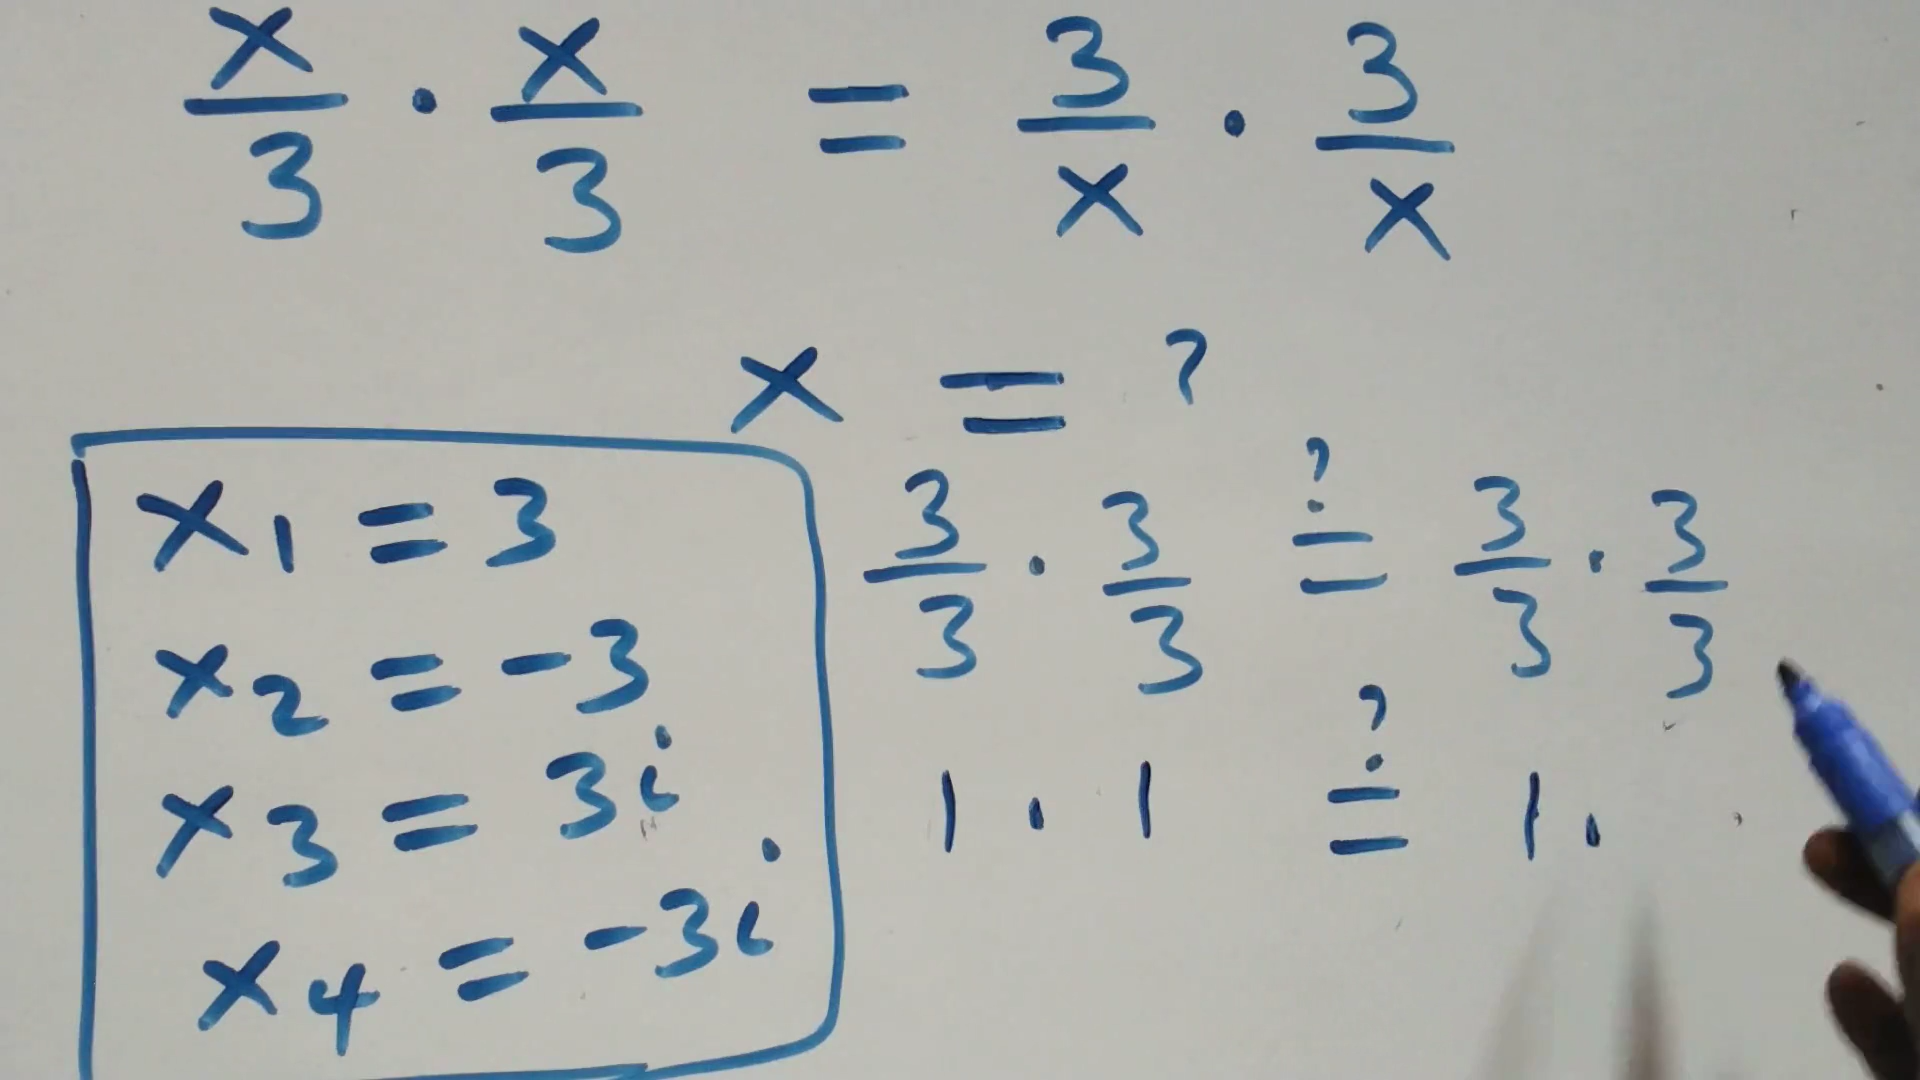 x/3 · x/3 = 3/x · 3/x
x = ?
x₁ = 3
x₂ = -3
x₃ = 3i
x₄ = -3i
3/3 · 3/3 ≟ 3/3 · 3/3
1 · 1 ≟ 1 ·